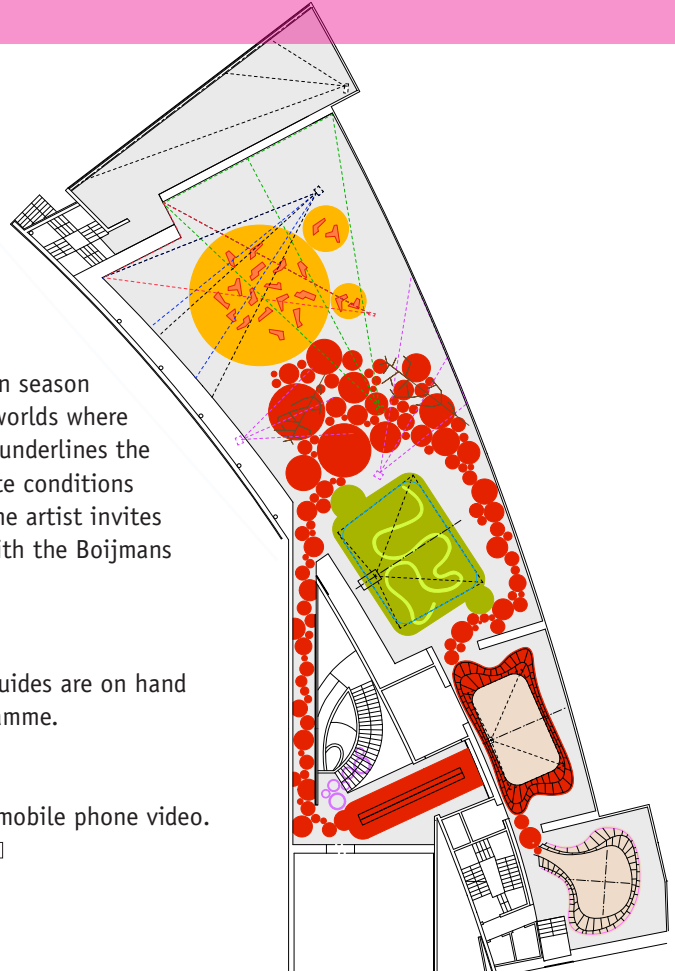 n season
worlds where
underlines the
te conditions
ne artist invites
ith the Boijmans
uides are on hand
amme.
mobile phone video.